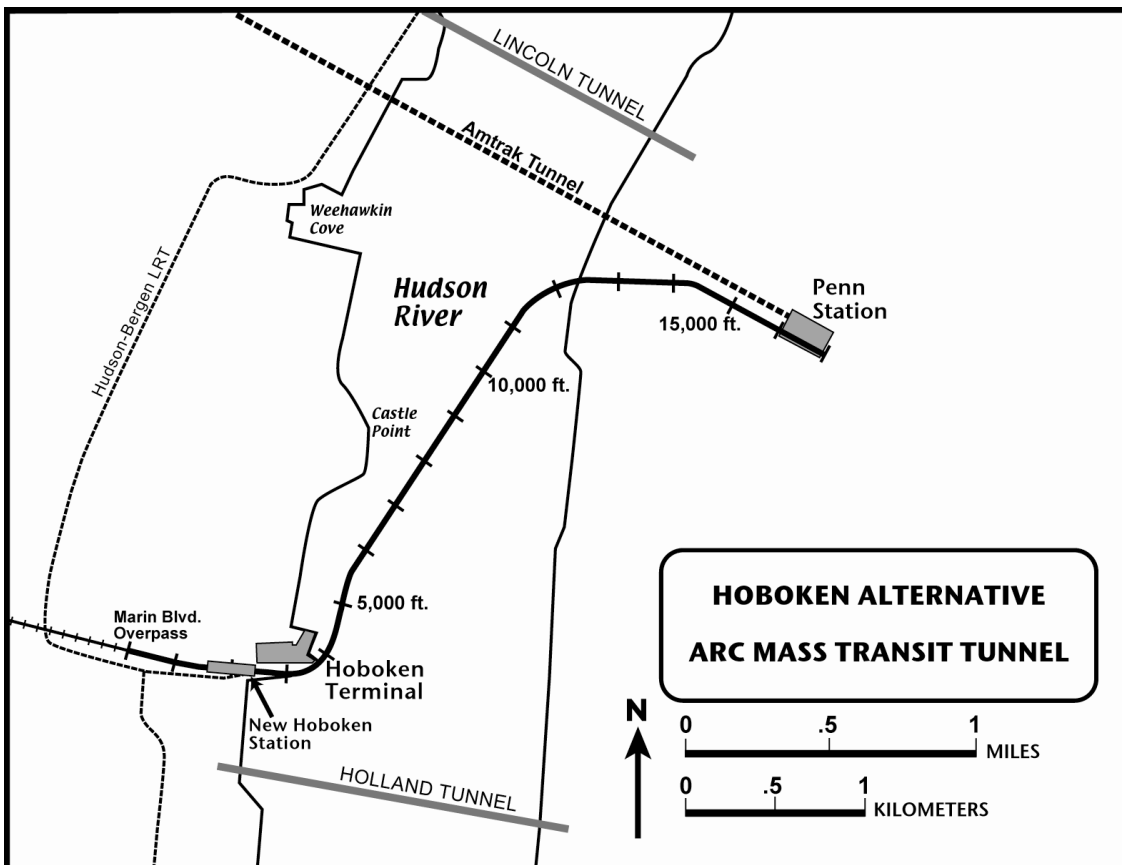 LINCOLN TUNNEL
Amtrak Tunnel
Weehawkin
Cove
Hudson-Bergen LRT
Hudson
River
Penn
Station
15,000 ft.
10,000 ft.
Castle
Point
5,000 ft.
Marin Blvd.
Overpass
Hoboken
Terminal
New Hoboken
Station
HOLLAND TUNNEL
HOBOKEN ALTERNATIVE
ARC MASS TRANSIT TUNNEL
N
0 .5 1
MILES
0 .5 1
KILOMETERS